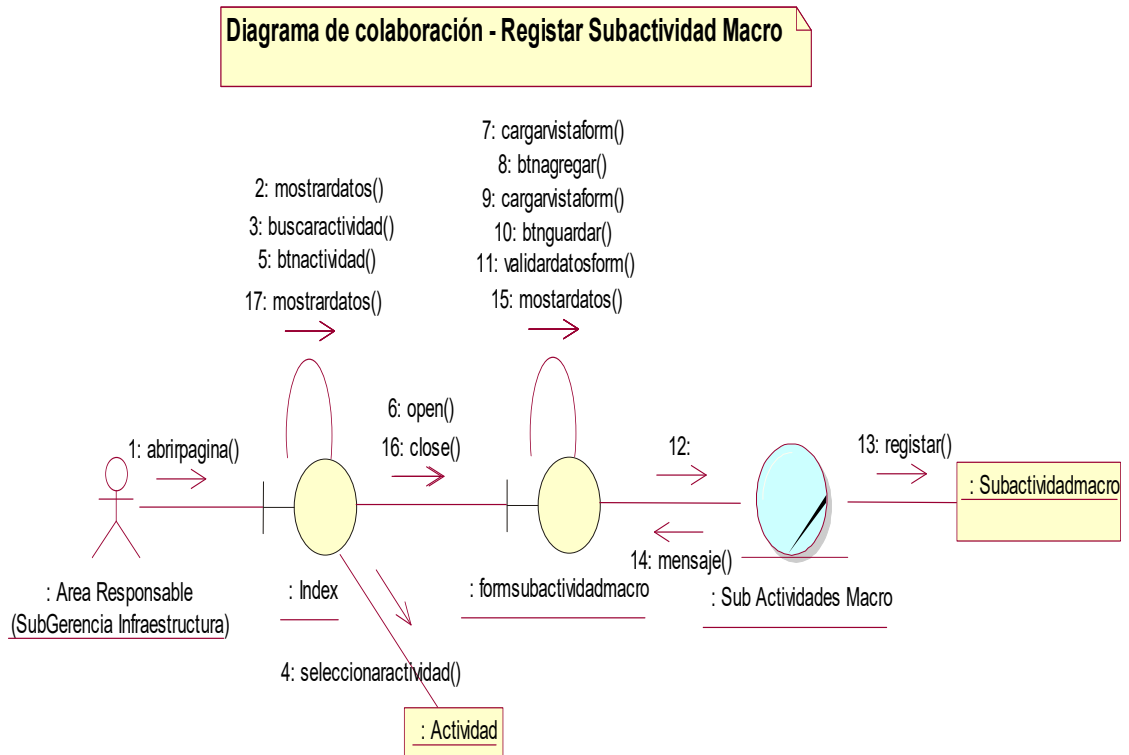 Diagrama de colaboración - Registar Subactividad Macro
7: cargarvistaform()
8: btnagregar()
9: cargarvistaform()
10: btnguardar()
11: validardatosform()
15: mostardatos()
2: mostrardatos()
3: buscaractividad()
5: btnactividad()
17: mostrardatos()
6: open()
16: close()
1: abrirpagina()
12:
13: registar()
: Subactividadmacro
14: mensaje()
: Area Responsable
(SubGerencia Infraestructura)
: Index
: formsubactividadmacro
: Sub Actividades Macro
4: seleccionaractividad()
: Actividad